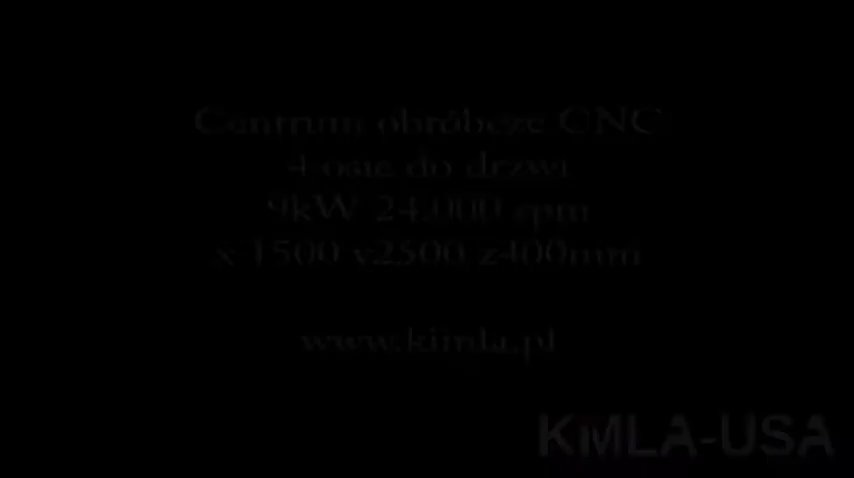 Centrum obróbcze CNC
4 osie do drzwi
9kW 24.000 rpm
x 1500 y2500 z400mm
www.kimla.pl
KIMLA-USA